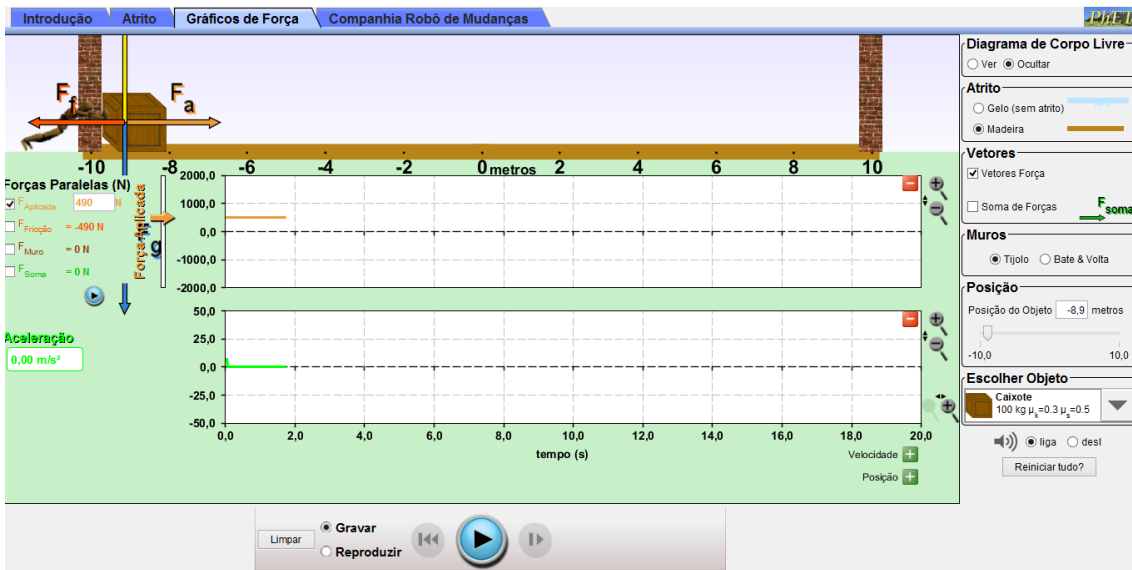 Introdução Atrito Gráficos de Força Companhia Robô de Mudanças PhET
Diagrama de Corpo Livre
Ver Ocultar
Atrito
Gelo (sem atrito)
Madeira
Vetores
Vetores Força
Soma de Forças F soma
Muros
Tijolo Bate & Volta
Posição
Posição do Objeto -8,9 metros
-10,0 10,0
Escolher Objeto
Caixote
100 kg μk=0.3 μs=0.5
liga desl
Reiniciar tudo?
Ff Fa
-10 -8 -6 -4 -2 0 metros 2 4 6 8 10
Forças Paralelas (N)
FAplicada 490 N
FFricção = -490 N
FMuro = 0 N
FSoma = 0 N
Força Aplicada
Fg
2000,0
1000,0
0,0
-1000,0
-2000,0
Aceleração
0,00 m/s²
50,0
25,0
0,0
-25,0
-50,0
0,0 2,0 4,0 6,0 8,0 10,0 12,0 14,0 16,0 18,0 20,0
tempo (s)
Velocidade
Posição
Limpar
Gravar
Reproduzir